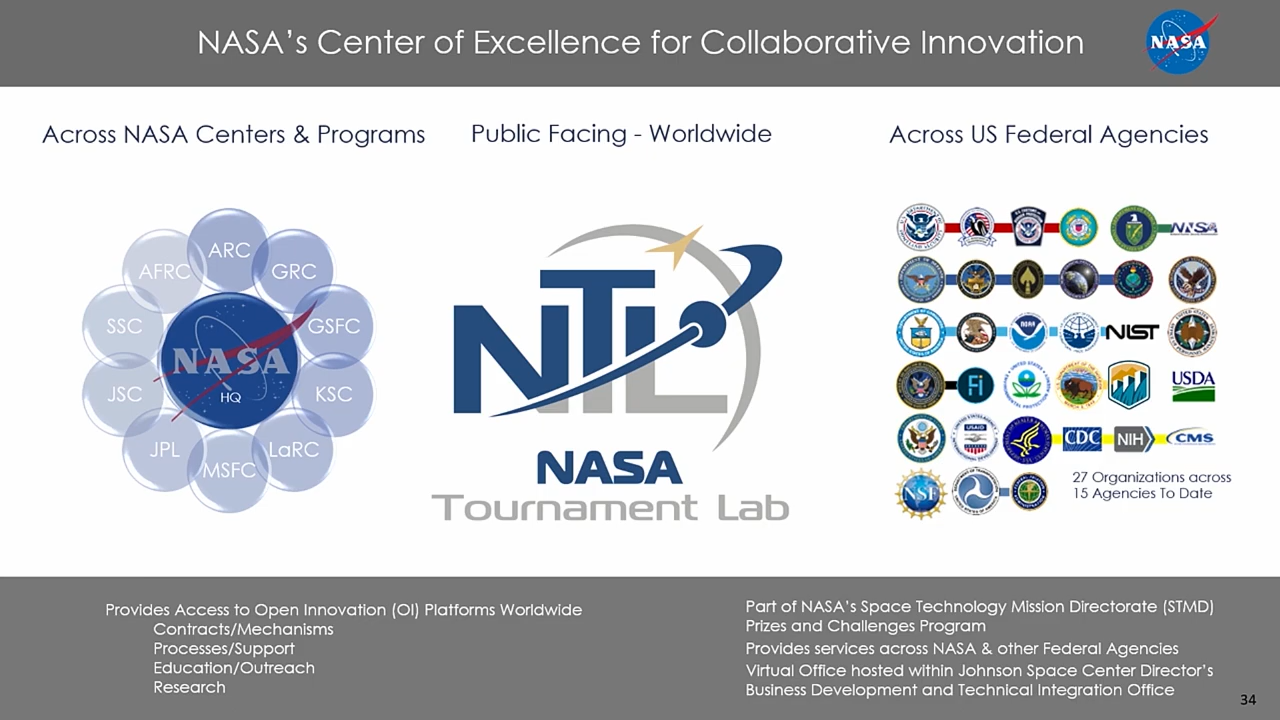 NASA's Center of Excellence for Collaborative Innovation
NASA
Across NASA Centers & Programs
Public Facing - Worldwide
Across US Federal Agencies
ARC
AFRC
GRC
SSC
GSFC
NASA
HQ
JSC
KSC
JPL
LaRC
MSFC
NTL
NASA
Tournament Lab
NNSA
NOAA
NIST
Fi
USDA
USAID
CDC
NIH
CMS
NSF
27 Organizations across
15 Agencies To Date
Provides Access to Open Innovation (OI) Platforms Worldwide
Contracts/Mechanisms
Processes/Support
Education/Outreach
Research
Part of NASA's Space Technology Mission Directorate (STMD)
Prizes and Challenges Program
Provides services across NASA & other Federal Agencies
Virtual Office hosted within Johnson Space Center Director's
Business Development and Technical Integration Office
34